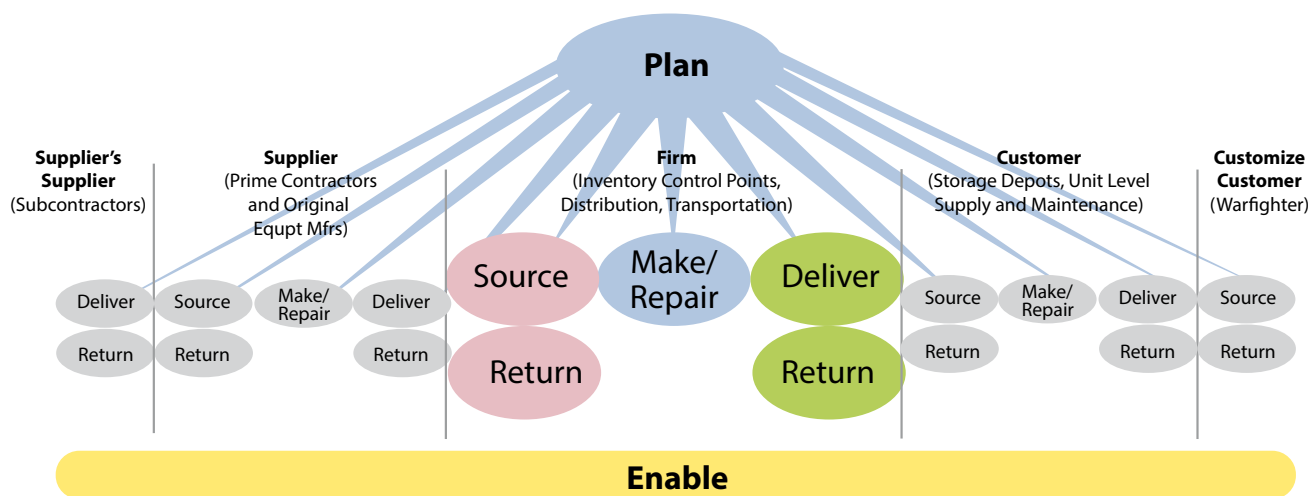 Plan
Supplier's
Supplier
(Subcontractors)
Supplier
(Prime Contractors
and Original
Equpt Mfrs)
Firm
(Inventory Control Points,
Distribution, Transportation)
Customer
(Storage Depots, Unit Level
Supply and Maintenance)
Customize
Customer
(Warfighter)
Deliver
Return
Source
Return
Make/
Repair
Deliver
Return
Source
Return
Make/
Repair
Deliver
Return
Source
Return
Make/
Repair
Deliver
Return
Source
Return
Enable